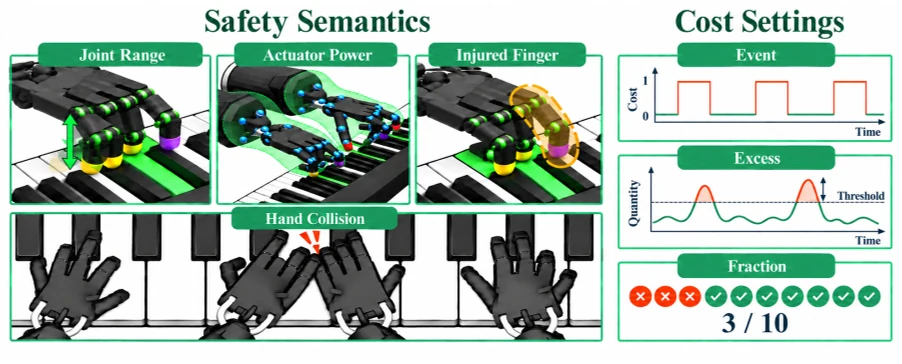 Safety Semantics
Joint Range
Actuator Power
Injured Finger
Hand Collision
Cost Settings
Event
Cost
1
0
Time
Excess
Quantity
Threshold
Time
Fraction
3 / 10